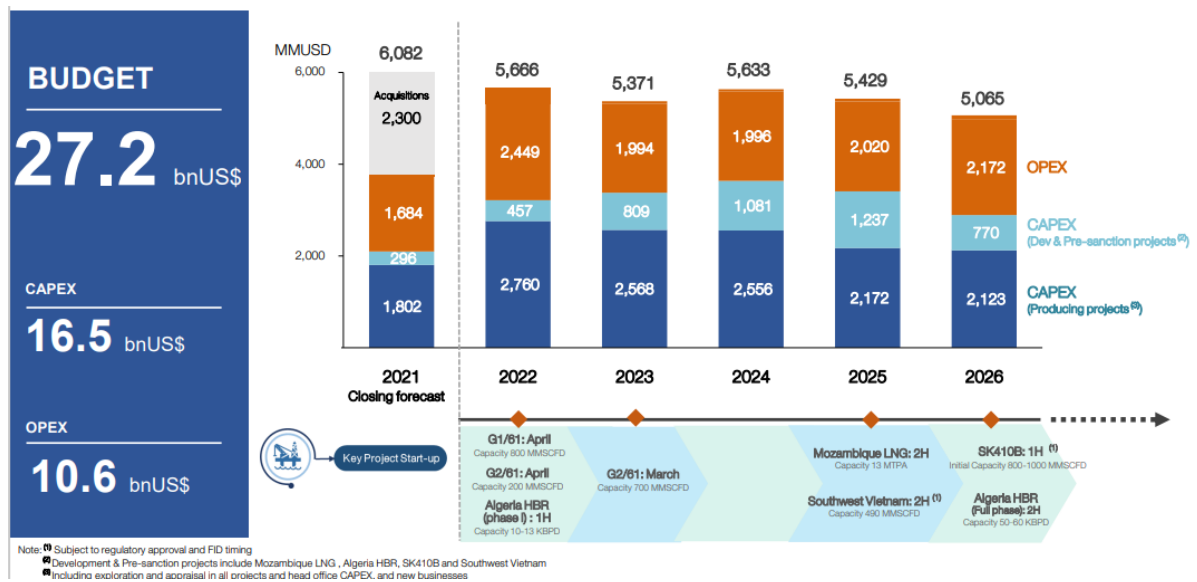 BUDGET
27.2 bnUS$
CAPEX
16.5 bnUS$
OPEX
10.6 bnUS$
MMUSD
6,000
4,000
2,000
6,082
Acquisitions
2,300
1,684
296
1,802
5,666
2,449
457
2,760
5,371
1,994
809
2,568
5,633
1,996
1,081
2,556
5,429
2,020
1,237
2,172
5,065
2,172
770
2,123
OPEX
CAPEX
(Dev & Pre-sanction projects (2))
CAPEX
(Producing projects (3))
2021
Closing forecast
2022
2023
2024
2025
2026
Key Project Start-up
G1/61: April
Capacity 800 MMSCFD
G2/61: April
Capacity 200 MMSCFD
Algeria HBR
(phase I) : 1H
Capacity 10-13 KBPD
G2/61: March
Capacity 700 MMSCFD
Mozambique LNG: 2H
Capacity 13 MTPA
Southwest Vietnam: 2H (1)
Capacity 490 MMSCFD
SK410B: 1H (1)
Initial Capacity 800-1000 MMSCFD
Algeria HBR
(Full phase): 2H
Capacity 50-60 KBPD
Note: (1) Subject to regulatory approval and FID timing
(2) Development & Pre-sanction projects include Mozambique LNG , Algeria HBR, SK410B and Southwest Vietnam
(3) Including exploration and appraisal in all projects and head office CAPEX, and new businesses